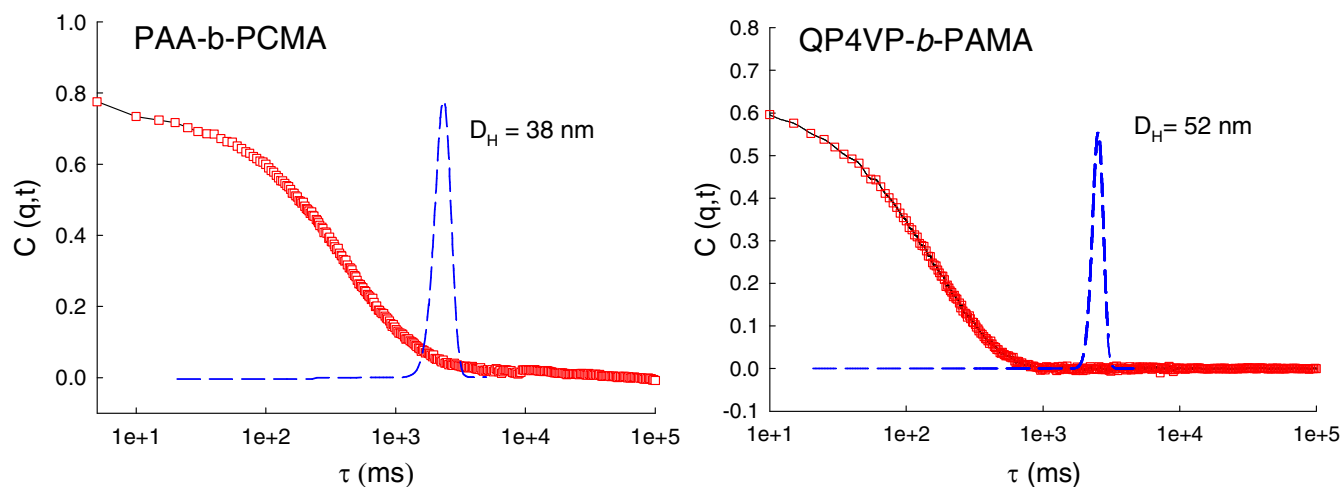 PAA-b-PCMA
D_H = 38 nm
C (q,t)
1.0
0.8
0.6
0.4
0.2
0.0
1e+1
1e+2
1e+3
1e+4
1e+5
τ (ms)
QP4VP-b-PAMA
D_H= 52 nm
C (q,t)
0.8
0.7
0.6
0.5
0.4
0.3
0.2
0.1
0.0
-0.1
1e+1
1e+2
1e+3
1e+4
1e+5
τ (ms)